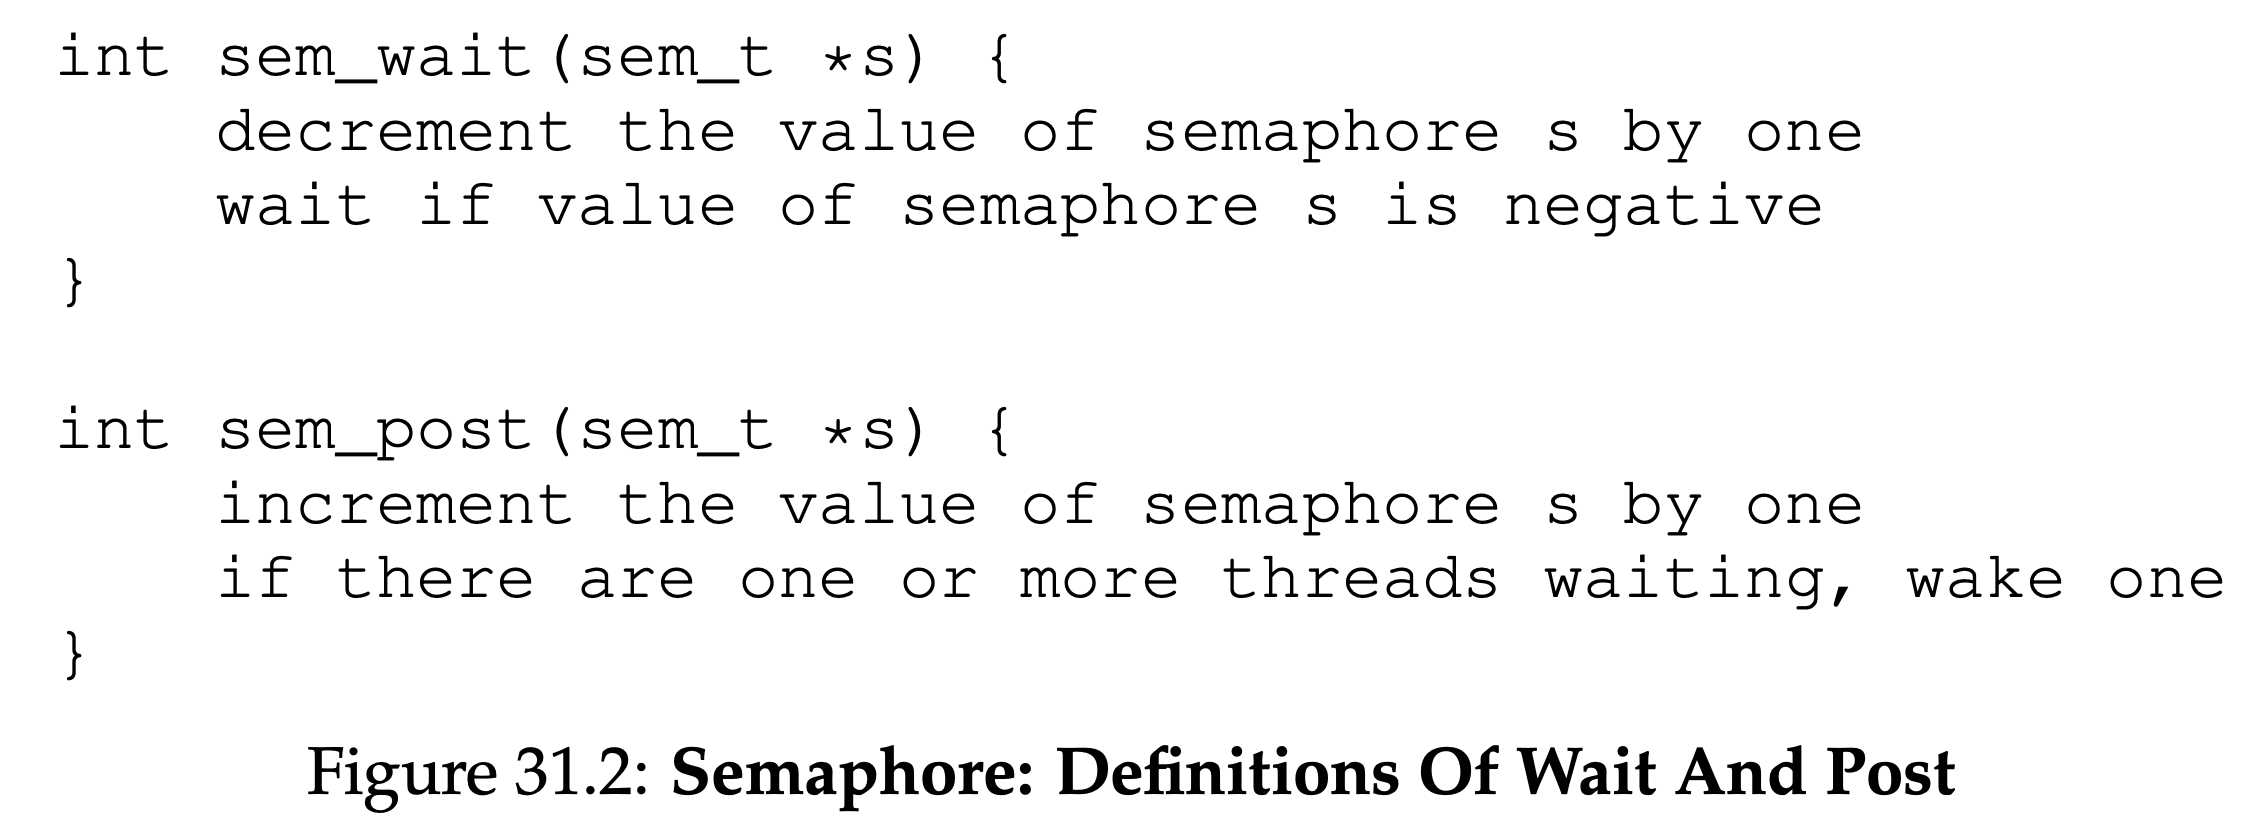 int sem_wait(sem_t *s) {
    decrement the value of semaphore s by one
    wait if value of semaphore s is negative
}
int sem_post(sem_t *s) {
    increment the value of semaphore s by one
    if there are one or more threads waiting, wake one
}
Figure 31.2: Semaphore: Definitions Of Wait And Post